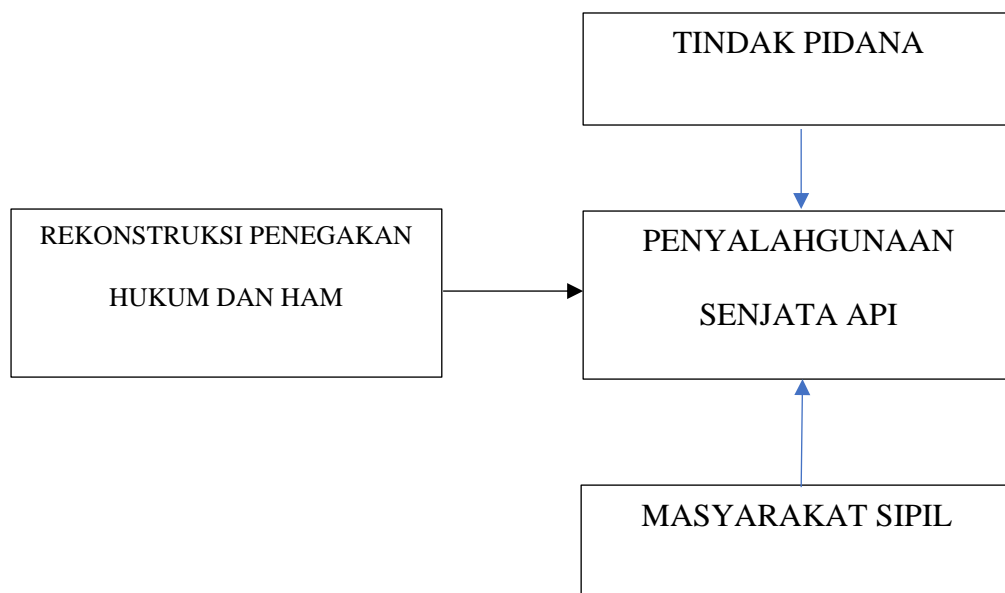 TINDAK PIDANA
REKONSTRUKSI PENEGAKAN
HUKUM DAN HAM
PENYALAHGUNAAN
SENJATA API
MASYARAKAT SIPIL